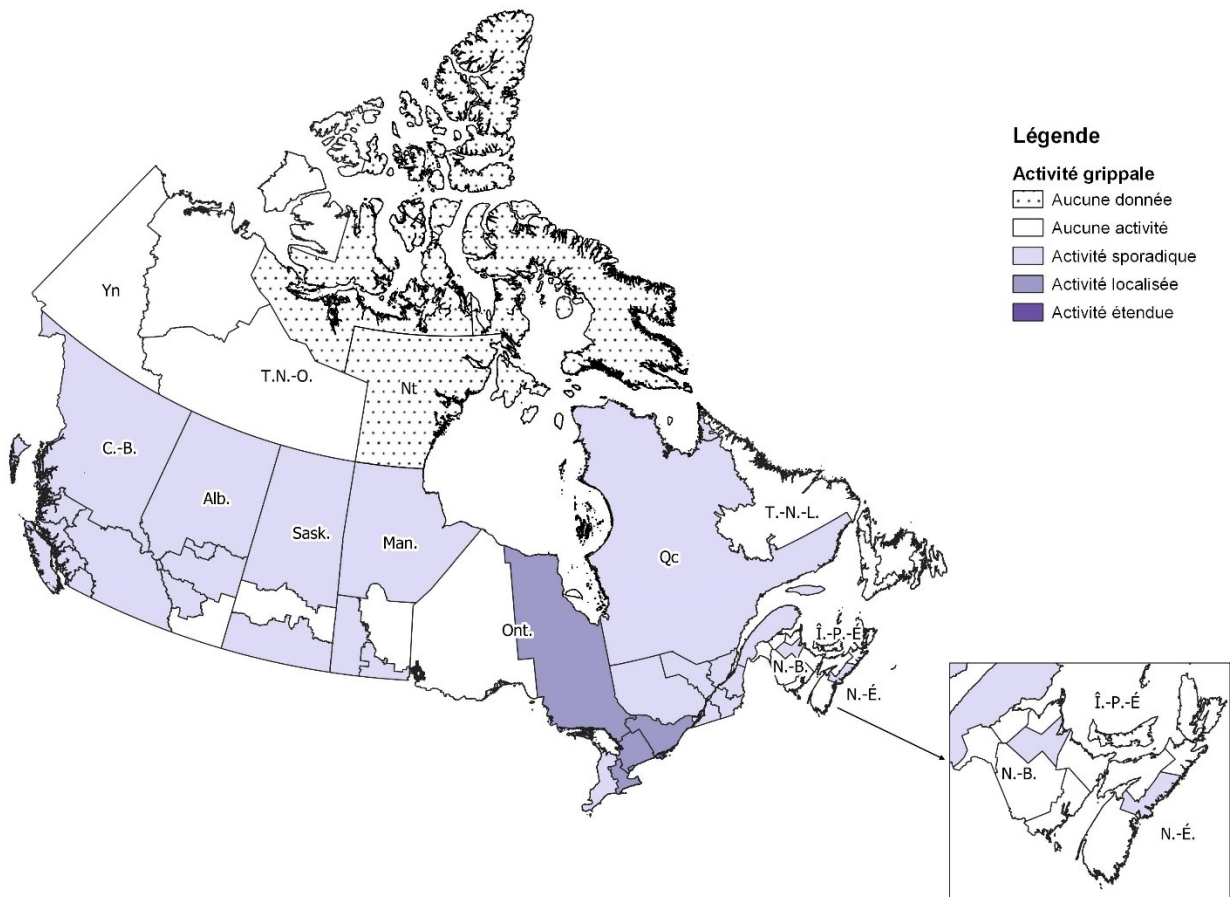 Légende
Activité grippale
Aucune donnée
Aucune activité
Activité sporadique
Activité localisée
Activité étendue
Yn
T.N.-O.
Nt
C.-B.
Alb.
Sask.
Man.
Ont.
Qc
T.-N.-L.
Î.-P.-É
N.-B.
N.-É.
Î.-P.-É
N.-B.
N.-É.